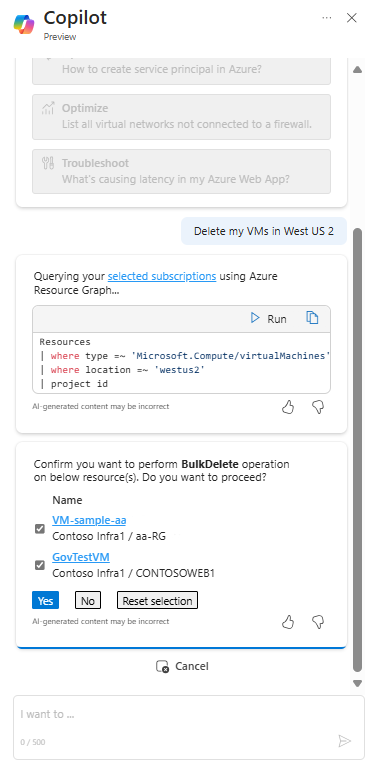 Copilot
Preview
How to create service principal in Azure?
Optimize
List all virtual networks not connected to a firewall.
Troubleshoot
What's causing latency in my Azure Web App?
Delete my VMs in West US 2
Querying your selected subscriptions using Azure
Resource Graph...
Run
Resources
| where type =~ 'Microsoft.Compute/virtualMachines'
| where location =~ 'westus2'
| project id
AI-generated content may be incorrect
Confirm you want to perform BulkDelete operation
on below resource(s). Do you want to proceed?
Name
VM-sample-aa
Contoso Infra1 / aa-RG
GovTestVM
Contoso Infra1 / CONTOSOWEB1
Yes No Reset selection
AI-generated content may be incorrect
Cancel
I want to ...
0 / 500